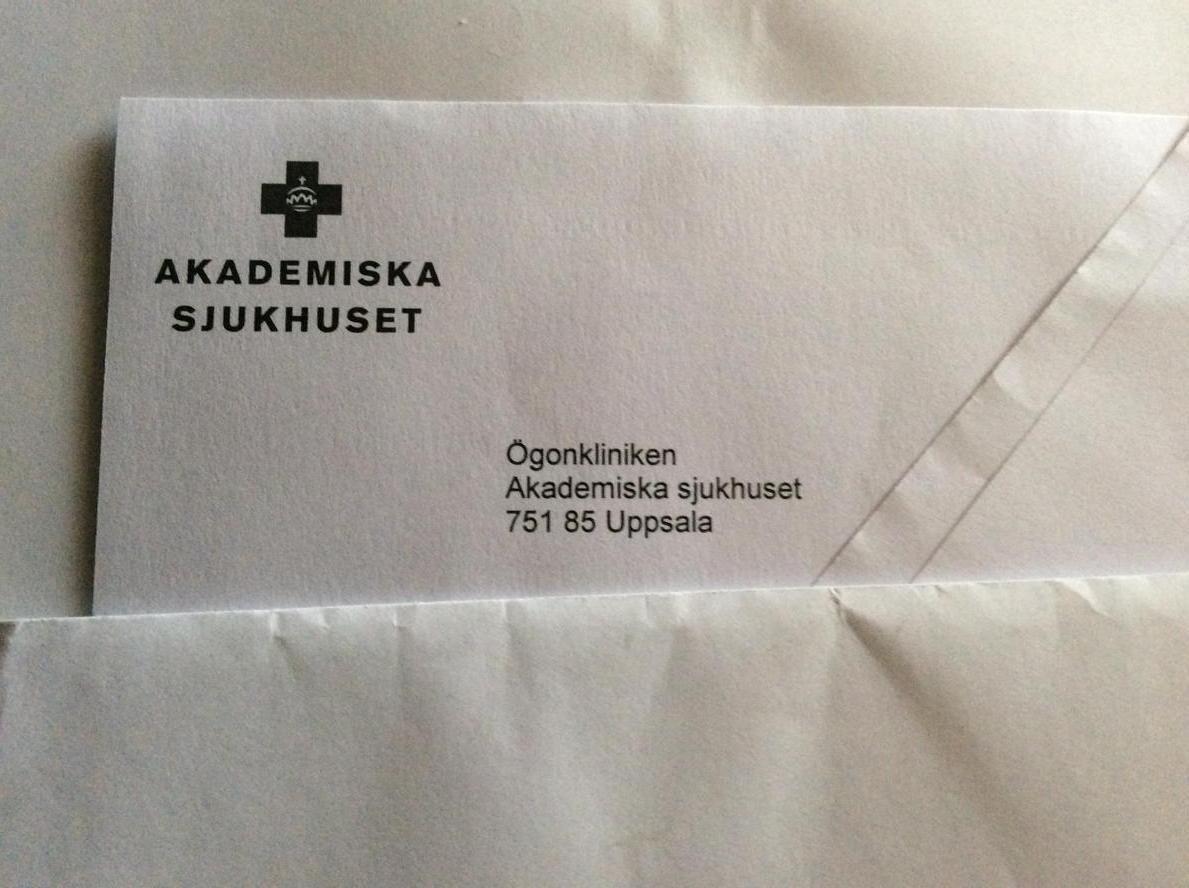 AKADEMISKA
SJUKHUSET
Ögonkliniken
Akademiska sjukhuset
751 85 Uppsala